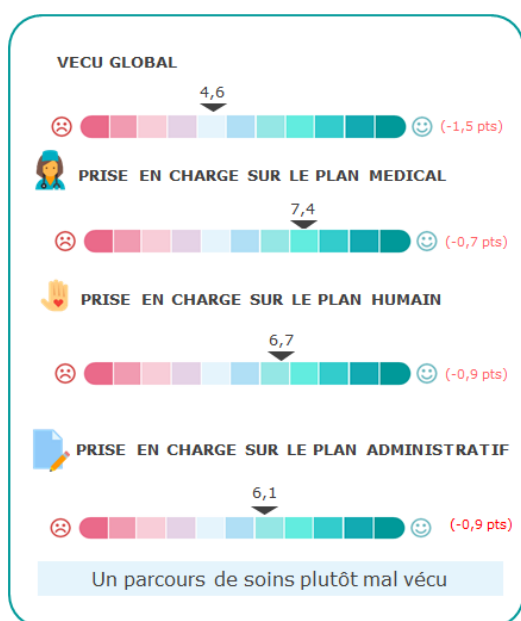 VECU GLOBAL
4,6
(-1,5 pts)
PRISE EN CHARGE SUR LE PLAN MEDICAL
7,4
(-0,7 pts)
PRISE EN CHARGE SUR LE PLAN HUMAIN
6,7
(-0,9 pts)
PRISE EN CHARGE SUR LE PLAN ADMINISTRATIF
6,1
(-0,9 pts)
Un parcours de soins plutôt mal vécu